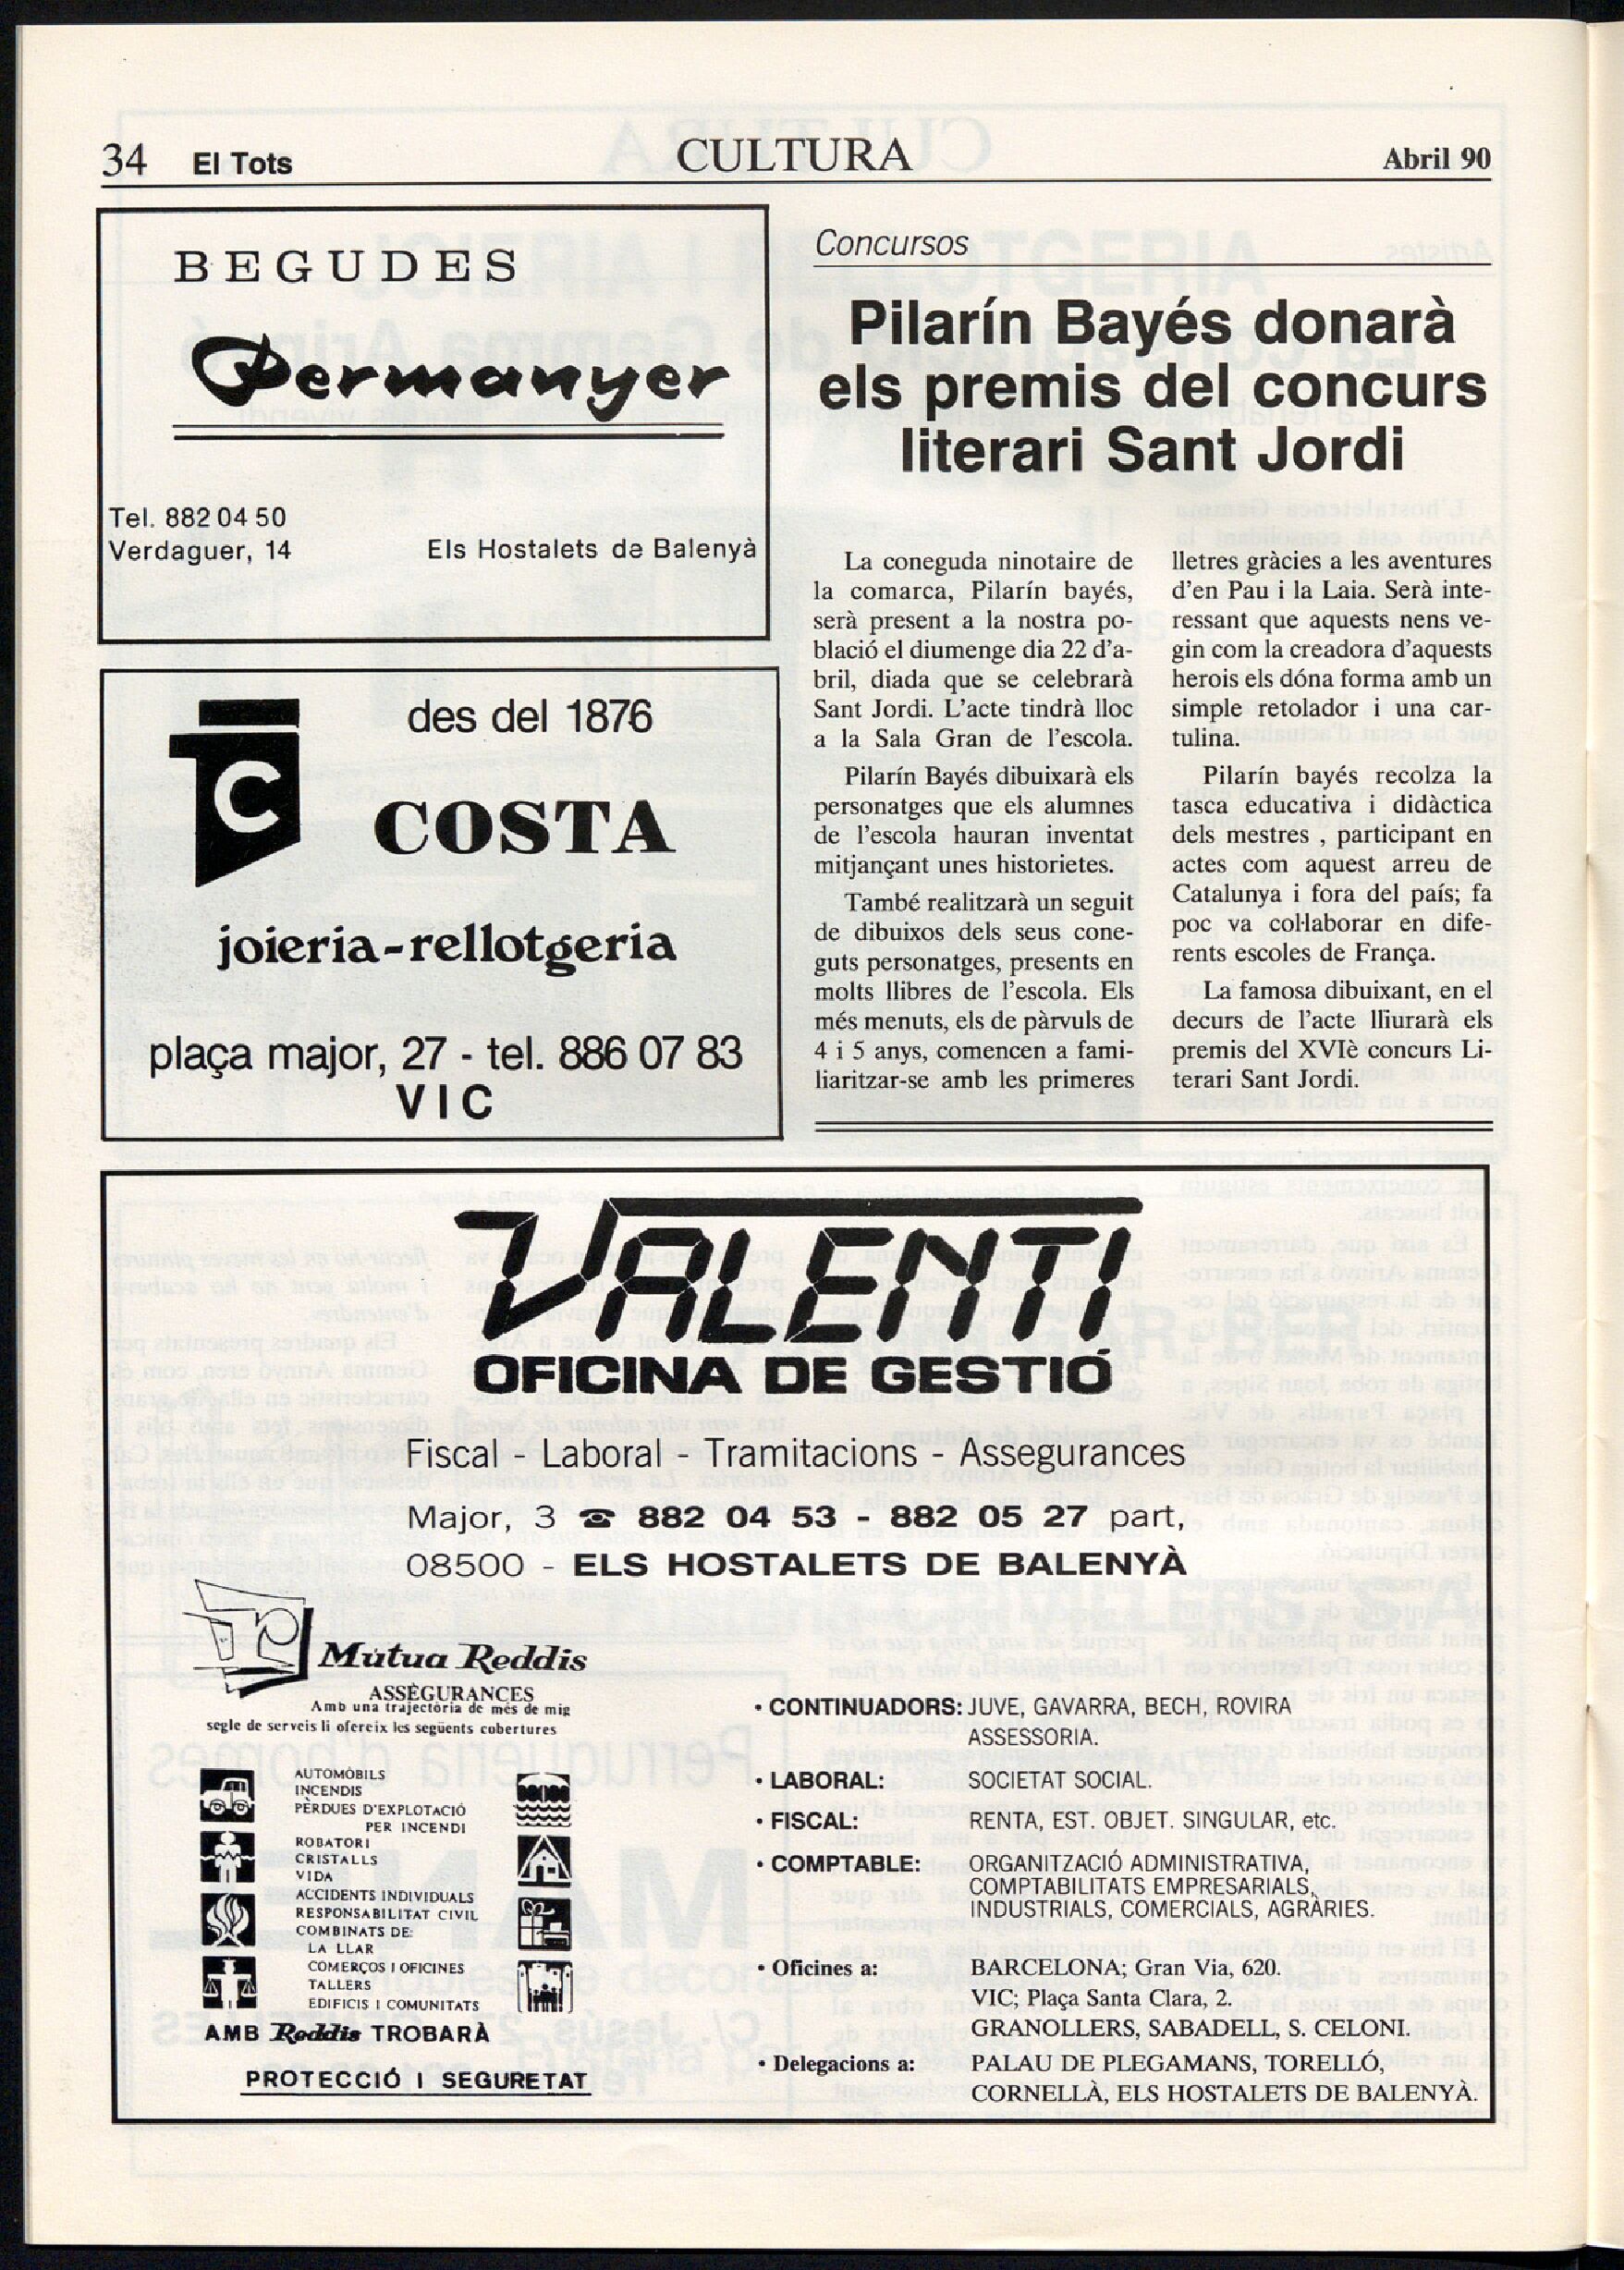 34 El Tots CULTURA Abril 90
BEGUDES
Permanyer
Tel. 882 04 50
Verdaguer, 14 Els Hostalets de Balenyà
C
des del 1876
COSTA
joieria-rellotgeria
plaça major, 27 - tel. 886 07 83
VIC
Concursos
Pilarín Bayés donarà
els premis del concurs
literari Sant Jordi
La coneguda ninotaire de
la comarca, Pilarín bayés,
serà present a la nostra po-
blació el diumenge dia 22 d'a-
bril, diada que se celebrarà
Sant Jordi. L'acte tindrà lloc
a la Sala Gran de l'escola.
Pilarín Bayés dibuixarà els
personatges que els alumnes
de l'escola hauran inventat
mitjançant unes historietes.
També realitzarà un seguit
de dibuixos dels seus cone-
guts personatges, presents en
molts llibres de l'escola. Els
més menuts, els de pàrvuls de
4 i 5 anys, comencen a fami-
liaritzar-se amb les primeres
lletres gràcies a les aventures
d'en Pau i la Laia. Serà inte-
ressant que aquests nens ve-
gin com la creadora d'aquests
herois els dóna forma amb un
simple retolador i una car-
tulina.
Pilarín bayés recolza la
tasca educativa i didàctica
dels mestres , participant en
actes com aquest arreu de
Catalunya i fora del país; fa
poc va col·laborar en dife-
rents escoles de França.
La famosa dibuixant, en el
decurs de l'acte lliurarà els
premis del XVIè concurs Li-
terari Sant Jordi.
VALENTI
OFICINA DE GESTIÓ
Fiscal - Laboral - Tramitacions - Assegurances
Major, 3 ☎ 882 04 53 - 882 05 27 part,
08500 - ELS HOSTALETS DE BALENYÀ
Mútua Reddis
ASSEGURANCES
Amb una trajectòria de més de mig
segle de serveis li ofereix les següents cobertures
AUTOMÒBILS
INCENDIS
PÈRDUES D'EXPLOTACIÓ
PER INCENDI
ROBATORI
CRISTALLS
VIDA
ACCIDENTS INDIVIDUALS
RESPONSABILITAT CIVIL
COMBINATS DE:
LA LLAR
COMERÇOS I OFICINES
TALLERS
EDIFICIS I COMUNITATS
AMB Reddis TROBARÀ
PROTECCIÓ I SEGURETAT
• CONTINUADORS: JUVE, GAVARRA, BECH, ROVIRA
ASSESSORIA.
• LABORAL: SOCIETAT SOCIAL.
• FISCAL: RENTA, EST. OBJET. SINGULAR, etc.
• COMPTABLE: ORGANITZACIÓ ADMINISTRATIVA,
COMPTABILITATS EMPRESARIALS,
INDUSTRIALS, COMERCIALS, AGRÀRIES.
• Oficines a: BARCELONA; Gran Via, 620.
VIC; Plaça Santa Clara, 2.
GRANOLLERS, SABADELL, S. CELONI.
• Delegacions a: PALAU DE PLEGAMANS, TORELLÓ,
CORNELLÀ, ELS HOSTALETS DE BALENYÀ.